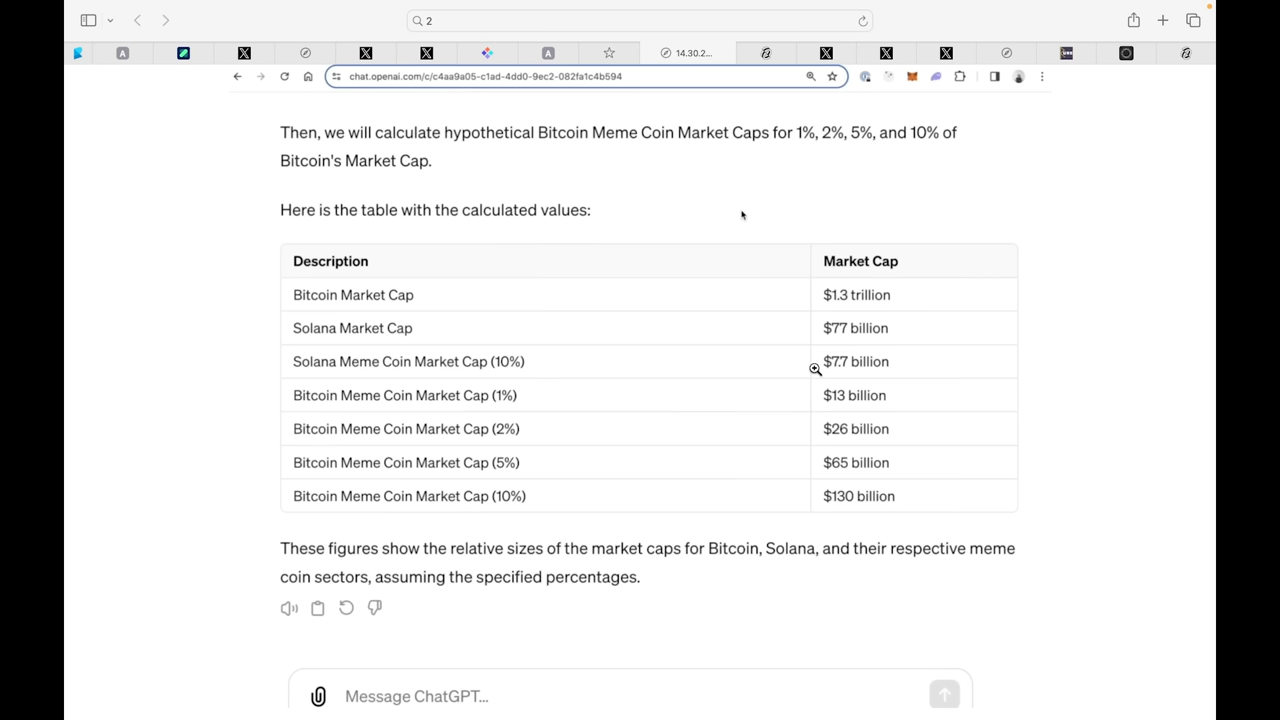 2
14.30.2...
chat.openai.com/c/c4aa9a05-c1ad-4dd0-9ec2-082fa1c4b594
Then, we will calculate hypothetical Bitcoin Meme Coin Market Caps for 1%, 2%, 5%, and 10% of
Bitcoin's Market Cap.
Here is the table with the calculated values:
Description Market Cap
Bitcoin Market Cap $1.3 trillion
Solana Market Cap $77 billion
Solana Meme Coin Market Cap (10%) $7.7 billion
Bitcoin Meme Coin Market Cap (1%) $13 billion
Bitcoin Meme Coin Market Cap (2%) $26 billion
Bitcoin Meme Coin Market Cap (5%) $65 billion
Bitcoin Meme Coin Market Cap (10%) $130 billion
These figures show the relative sizes of the market caps for Bitcoin, Solana, and their respective meme
coin sectors, assuming the specified percentages.
Message ChatGPT...